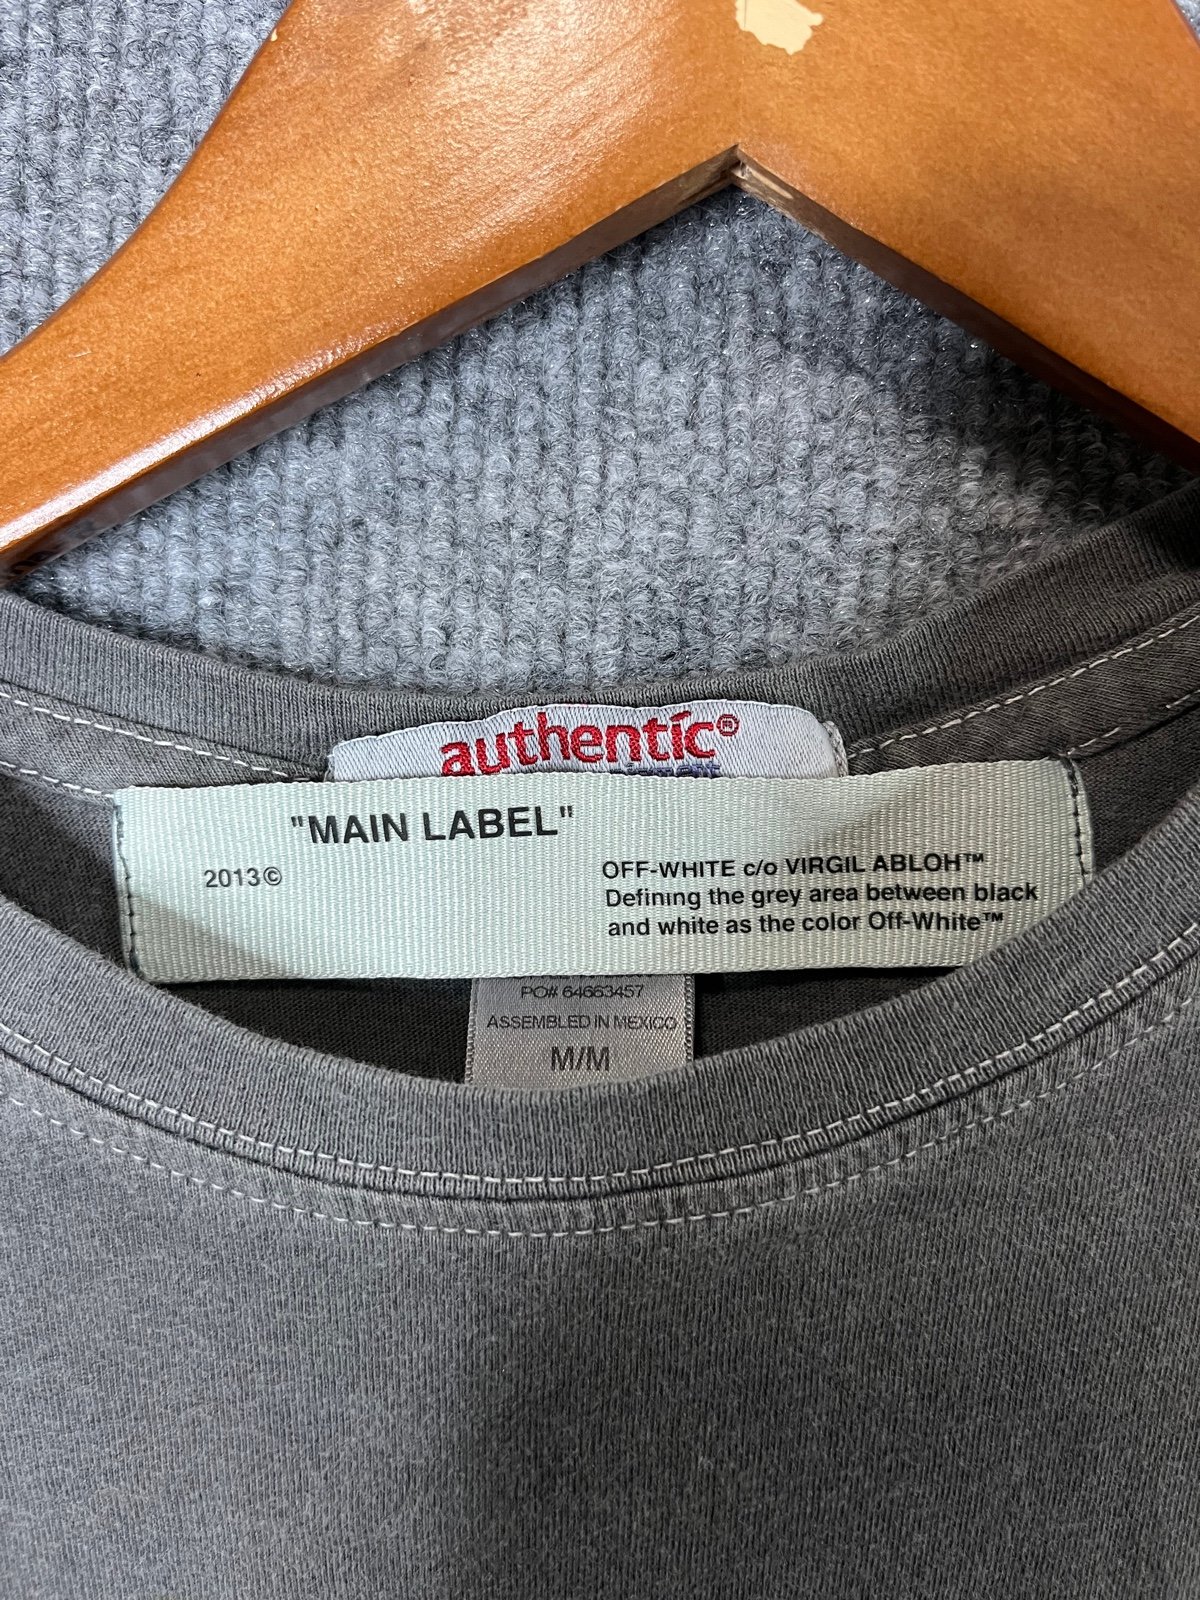 authentic®
"MAIN LABEL"
2013©
OFF-WHITE c/o VIRGIL ABLOH™
Defining the grey area between black
and white as the color Off-White™
PO# 64663457
ASSEMBLED IN MEXICO
M/M